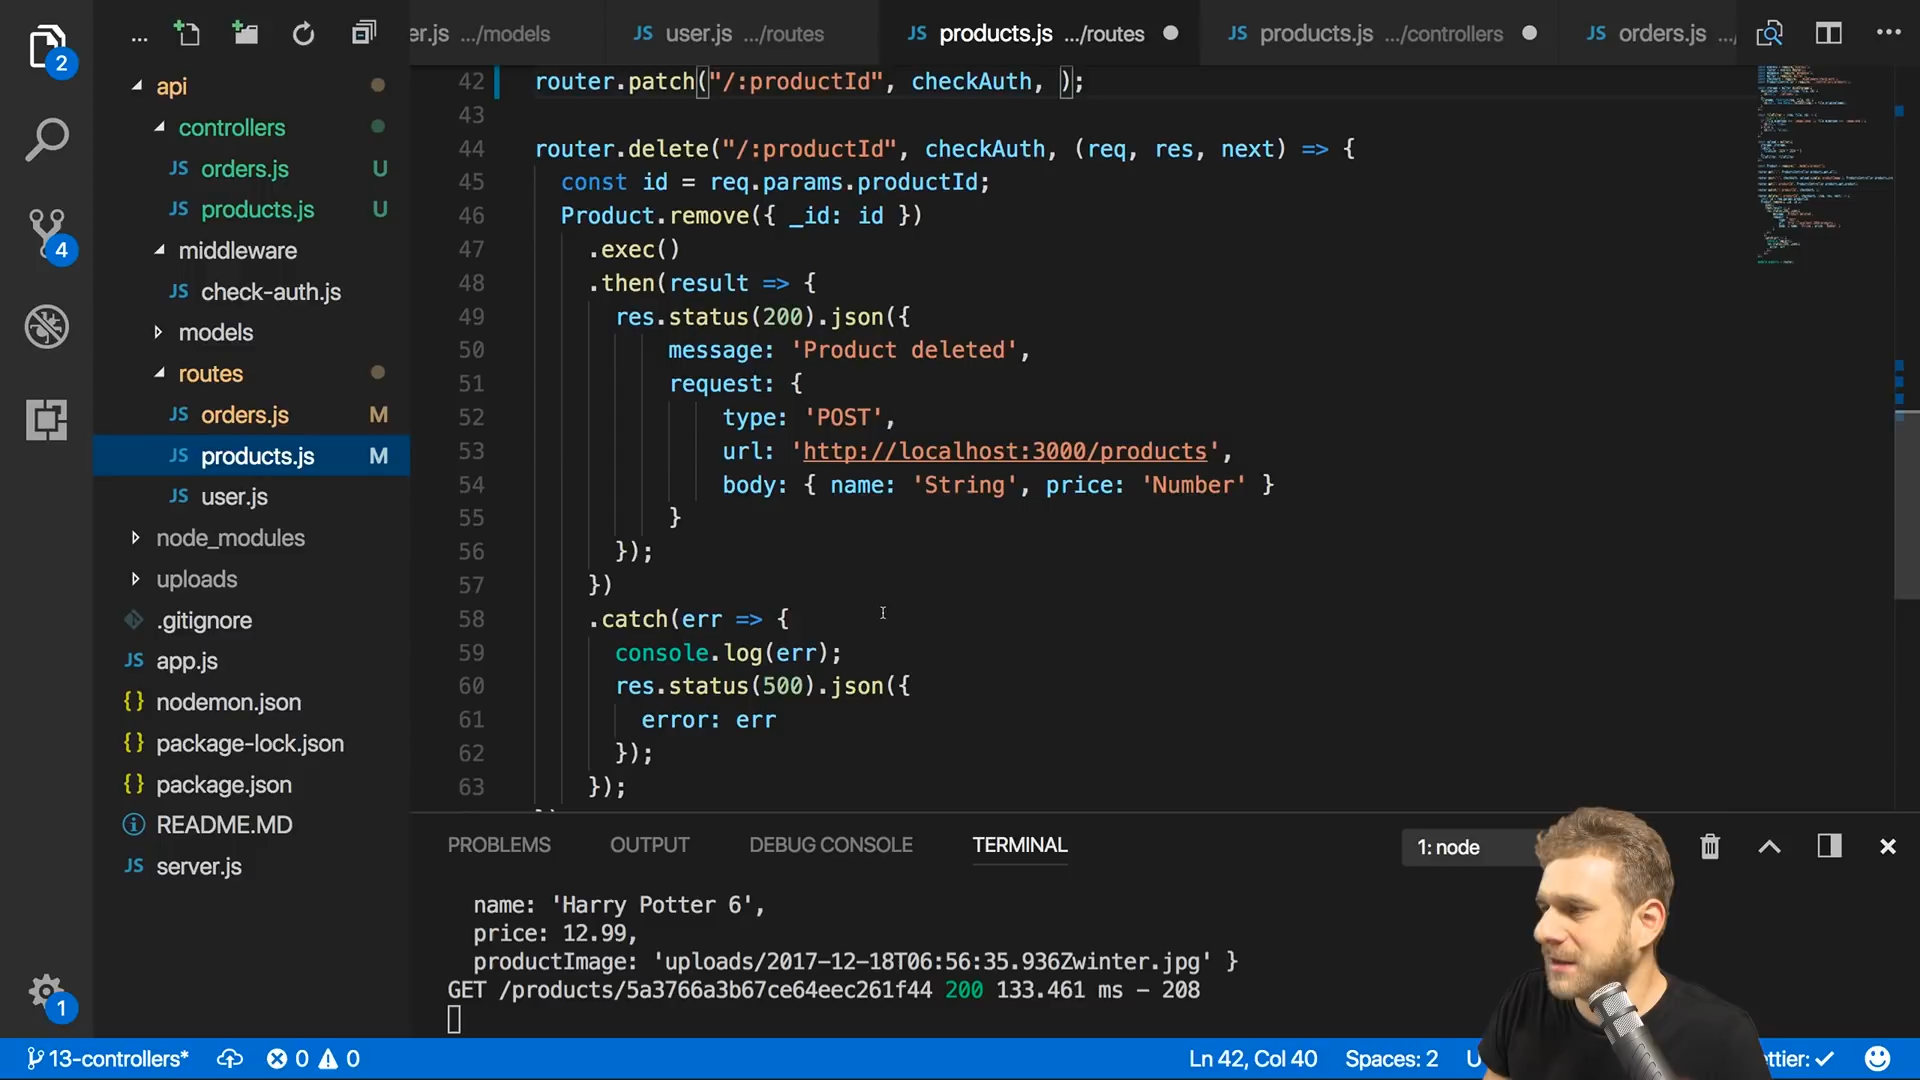 2
4
1
...
api
controllers
JS orders.js U
JS products.js U
middleware
JS check-auth.js
models
routes
JS orders.js M
JS products.js M
JS user.js
node_modules
uploads
.gitignore
JS app.js
{} nodemon.json
{} package-lock.json
{} package.json
README.MD
JS server.js
er.js .../models
JS user.js .../routes
JS products.js .../routes
JS products.js .../controllers
JS orders.js .../
42 router.patch("/:productId", checkAuth, );
43
44 router.delete("/:productId", checkAuth, (req, res, next) => {
45 const id = req.params.productId;
46 Product.remove({ _id: id })
47 .exec()
48 .then(result => {
49 res.status(200).json({
50 message: 'Product deleted',
51 request: {
52 type: 'POST',
53 url: 'http://localhost:3000/products',
54 body: { name: 'String', price: 'Number' }
55 }
56 });
57 })
58 .catch(err => {
59 console.log(err);
60 res.status(500).json({
61 error: err
62 });
63 });
PROBLEMS OUTPUT DEBUG CONSOLE TERMINAL 1: node
name: 'Harry Potter 6',
price: 12.99,
productImage: 'uploads/2017-12-18T06:56:35.936Zwinter.jpg' }
GET /products/5a3766a3b67ce64eec261f44 200 133.461 ms - 208
13-controllers* 0 0 Ln 42, Col 40 Spaces: 2 U ttier: